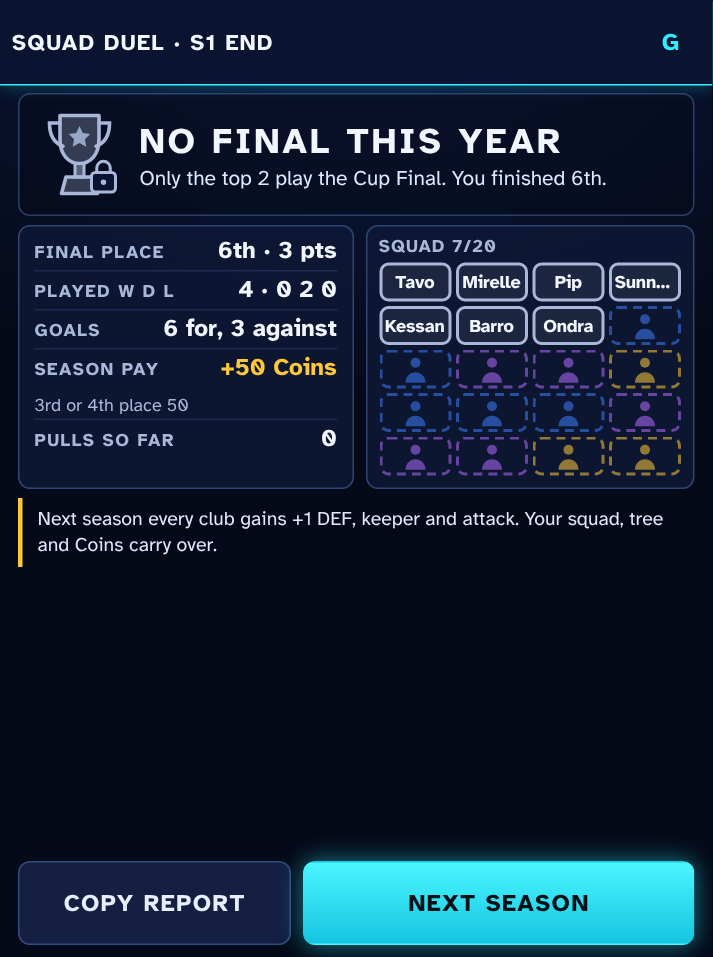 SQUAD DUEL · S1 END
G
NO FINAL THIS YEAR
Only the top 2 play the Cup Final. You finished 6th.
FINAL PLACE 6th · 3 pts
PLAYED W D L 4 · 0 2 0
GOALS 6 for, 3 against
SEASON PAY +50 Coins
3rd or 4th place 50
PULLS SO FAR 0
SQUAD 7/20
Tavo Mirelle Pip Sunn...
Kessan Barro Ondra
Next season every club gains +1 DEF, keeper and attack. Your squad, tree
and Coins carry over.
COPY REPORT
NEXT SEASON